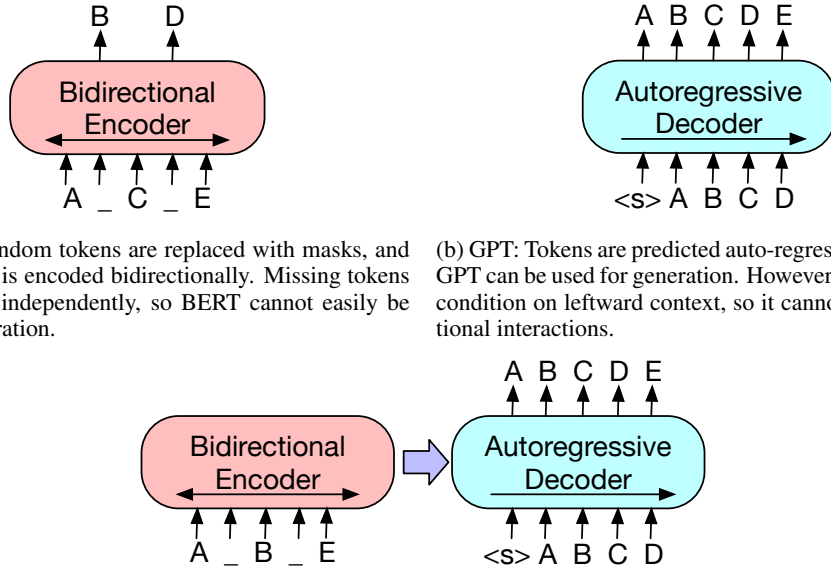 B D
Bidirectional
Encoder
A _ C _ E
A B C D E
Autoregressive
Decoder
<s> A B C D
ndom tokens are replaced with masks, and
is encoded bidirectionally. Missing tokens
independently, so BERT cannot easily be
ration.
(b) GPT: Tokens are predicted auto-regres
GPT can be used for generation. However
condition on leftward context, so it canno
tional interactions.
Bidirectional
Encoder
A _ B _ E
A B C D E
Autoregressive
Decoder
<s> A B C D